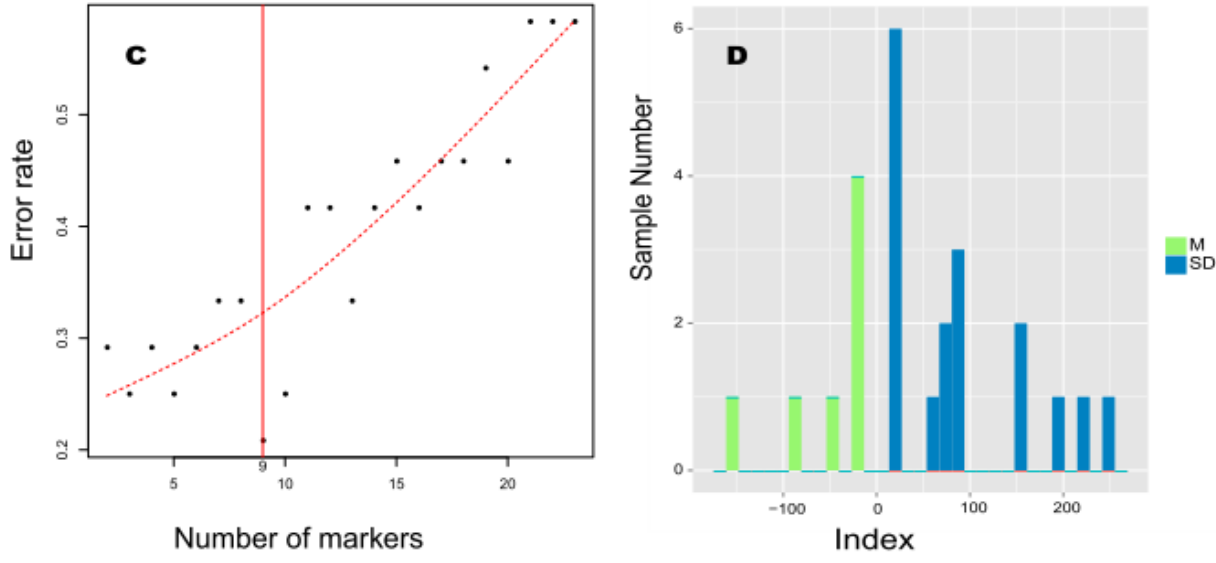 C
Error rate
0.5
0.4
0.3
0.2
9
5 10 15 20
Number of markers
D
Sample Number
6
4
2
0
−100 0 100 200
Index
M
SD